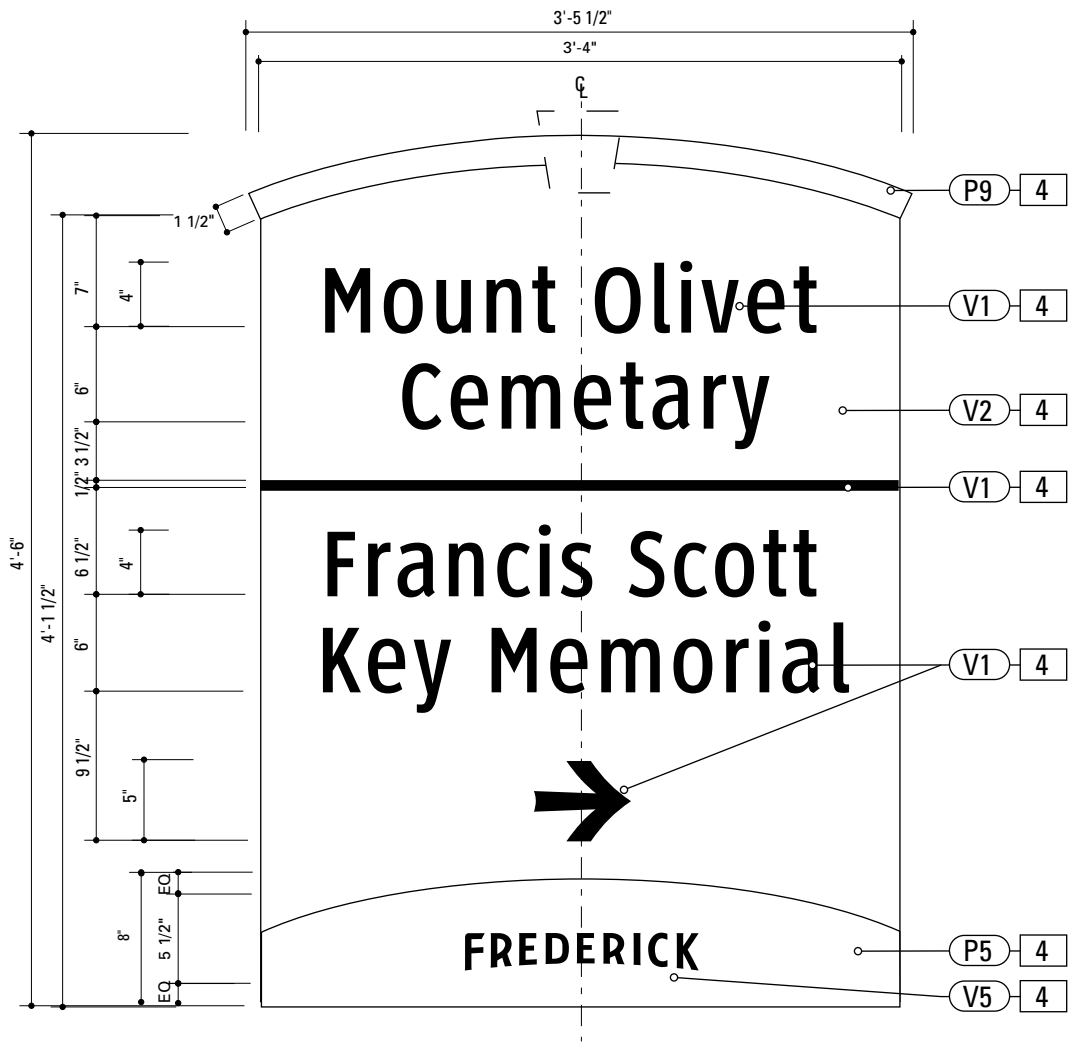 3'-5 1/2"
3'-4"
℄
P9 4
1 1/2"
7"
4"
Mount Olivet
V1 4
Cemetary
6"
V2 4
3 1/2"
1/2"
V1 4
4'-6"
4'-1 1/2"
6 1/2"
4"
Francis Scott
Key Memorial
6"
V1 4
9 1/2"
5"
EQ
8"
5 1/2"
EQ
FREDERICK
P5 4
V5 4